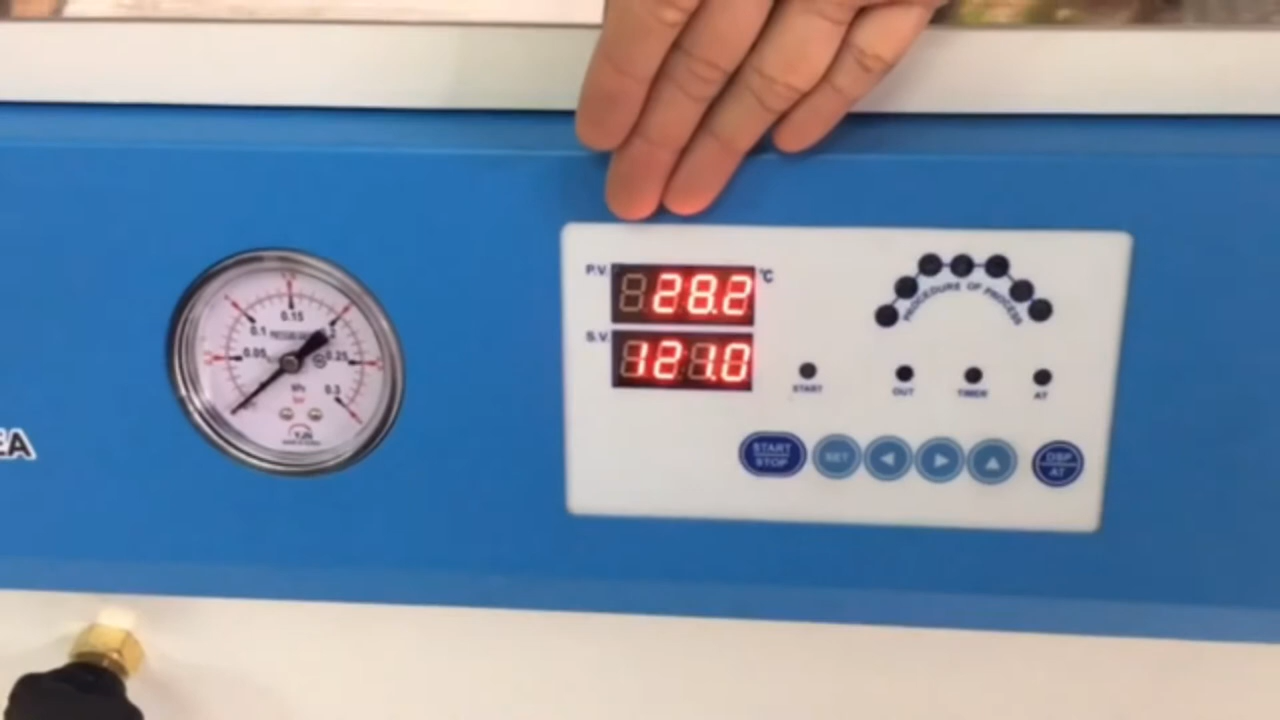 P.V.
28.2
℃
S.V.
121.0
PROCEDURE OF PROCESS
START
OUT
TIMER
AT
START
STOP
SET
DSP
AT
0.05
0.1
0.15
0.25
0.3
EA